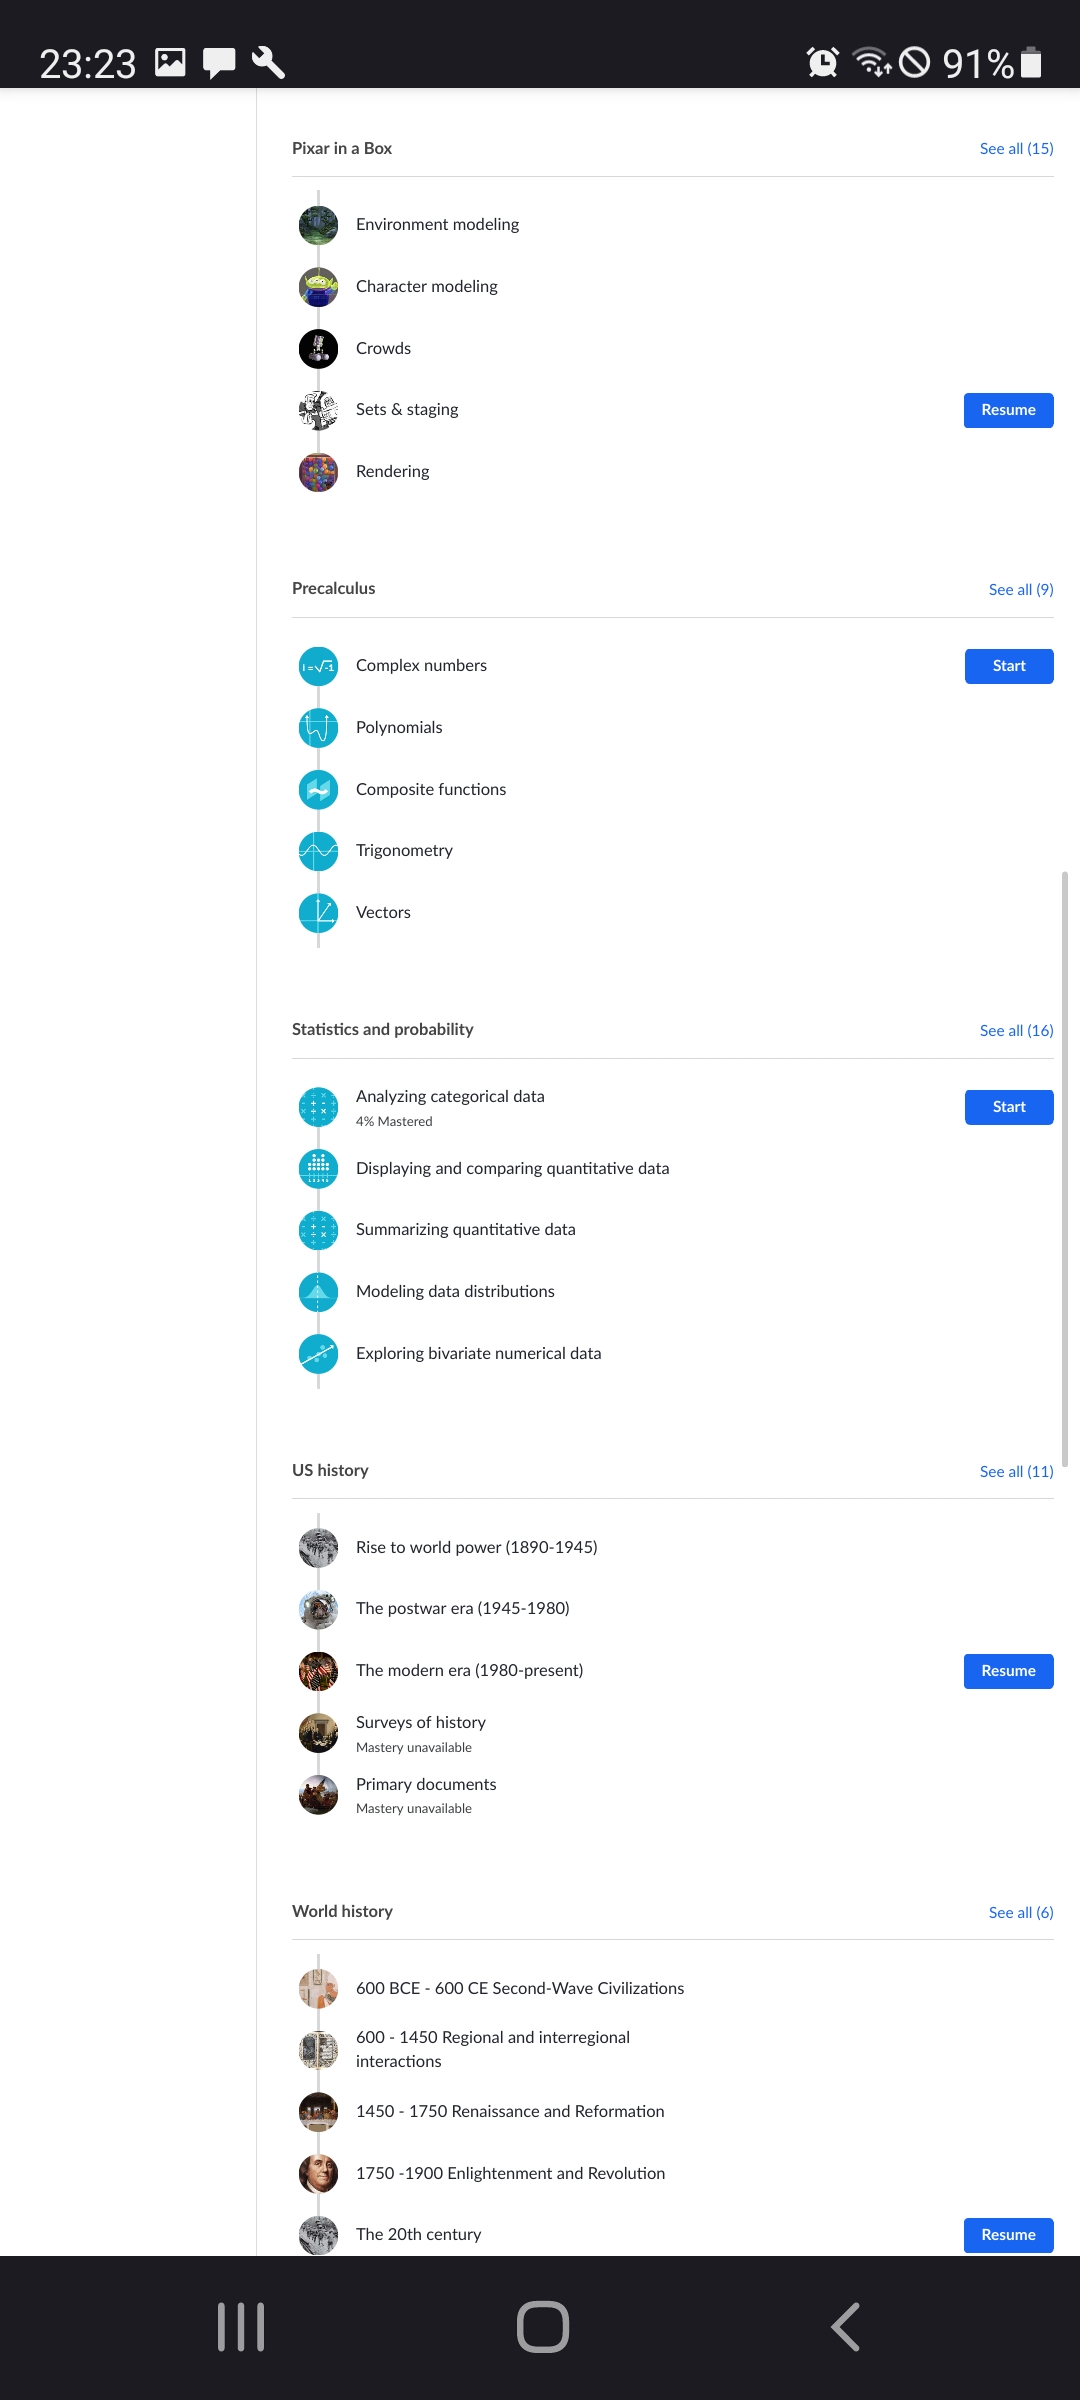 23:23
91%
Pixar in a Box
See all (15)
Environment modeling
Character modeling
Crowds
Sets & staging
Resume
Rendering
Precalculus
See all (9)
i = √-1
Complex numbers
Start
Polynomials
Composite functions
Trigonometry
Vectors
Statistics and probability
See all (16)
Analyzing categorical data
4% Mastered
Start
Displaying and comparing quantitative data
Summarizing quantitative data
Modeling data distributions
Exploring bivariate numerical data
US history
See all (11)
Rise to world power (1890-1945)
The postwar era (1945-1980)
The modern era (1980-present)
Resume
Surveys of history
Mastery unavailable
Primary documents
Mastery unavailable
World history
See all (6)
600 BCE - 600 CE Second-Wave Civilizations
600 - 1450 Regional and interregional
interactions
1450 - 1750 Renaissance and Reformation
1750 -1900 Enlightenment and Revolution
The 20th century
Resume